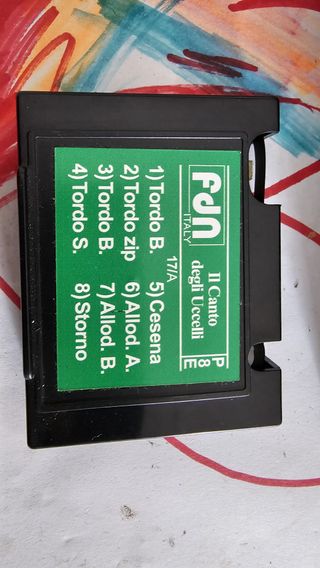 fdn
ITALY
Il Canto
degli Uccelli
P
8
E
17/A
1) Tordo B.
2) Tordo zip
3) Tordo B.
4) Tordo S.
5) Cesena
6) Allod. A.
7) Allod. B.
8) Storno